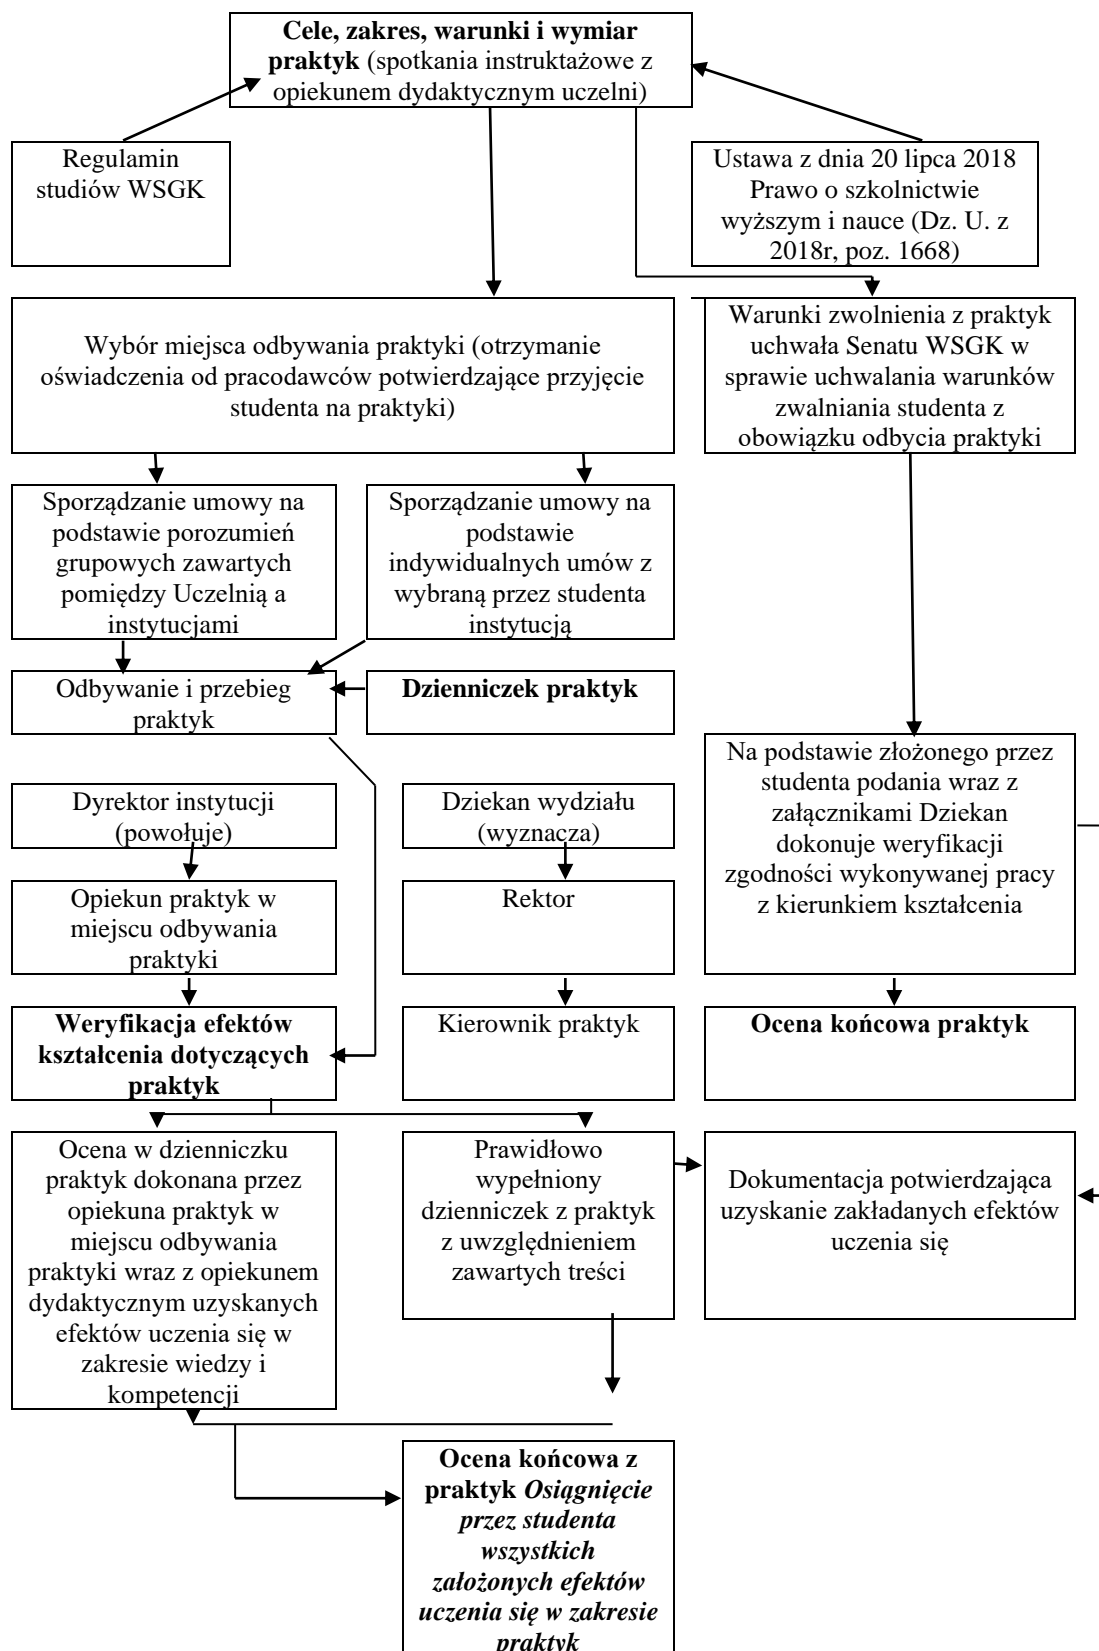 Cele, zakres, warunki i wymiar
praktyk (spotkania instruktażowe z
opiekunem dydaktycznym uczelni)
Regulamin
studiów WSGK
Ustawa z dnia 20 lipca 2018
Prawo o szkolnictwie
wyższym i nauce (Dz. U. z
2018r, poz. 1668)
Wybór miejsca odbywania praktyki (otrzymanie
oświadczenia od pracodawców potwierdzające przyjęcie
studenta na praktyki)
Warunki zwolnienia z praktyk
uchwała Senatu WSGK w
sprawie uchwalania warunków
zwalniania studenta z
obowiązku odbycia praktyki
Sporządzanie umowy na
podstawie porozumień
grupowych zawartych
pomiędzy Uczelnią a
instytucjami
Sporządzanie umowy na
podstawie
indywidualnych umów z
wybraną przez studenta
instytucją
Odbywanie i przebieg
praktyk
Dzienniczek praktyk
Na podstawie złożonego przez
studenta podania wraz z
załącznikami Dziekan
dokonuje weryfikacji
zgodności wykonywanej pracy
z kierunkiem kształcenia
Dyrektor instytucji
(powołuje)
Dziekan wydziału
(wyznacza)
Opiekun praktyk w
miejscu odbywania
praktyki
Rektor
Weryfikacja efektów
kształcenia dotyczących
praktyk
Kierownik praktyk
Ocena końcowa praktyk
Ocena w dzienniczku
praktyk dokonana przez
opiekuna praktyk w
miejscu odbywania
praktyki wraz z opiekunem
dydaktycznym uzyskanych
efektów uczenia się w
zakresie wiedzy i
kompetencji
Prawidłowo
wypełniony
dzienniczek z praktyk
z uwzględnieniem
zawartych treści
Dokumentacja potwierdzająca
uzyskanie zakładanych efektów
uczenia się
Ocena końcowa z
praktyk Osiągnięcie
przez studenta
wszystkich
założonych efektów
uczenia się w zakresie
praktyk